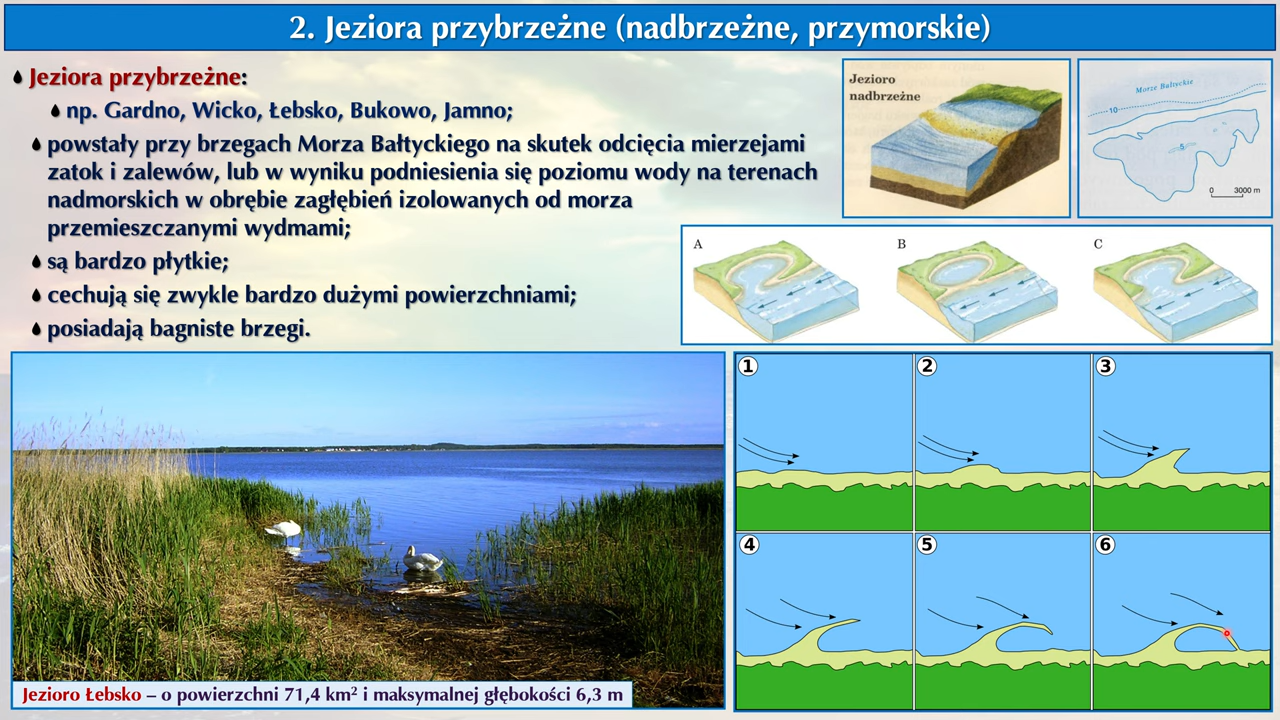 2. Jeziora przybrzeżne (nadbrzeżne, przymorskie)
Jeziora przybrzeżne:
np. Gardno, Wicko, Łebsko, Bukowo, Jamno;
powstały przy brzegach Morza Bałtyckiego na skutek odcięcia mierzejami
zatok i zalewów, lub w wyniku podniesienia się poziomu wody na terenach
nadmorskich w obrębie zagłębień izolowanych od morza
przemieszczanymi wydmami;
są bardzo płytkie;
cechują się zwykle bardzo dużymi powierzchniami;
posiadają bagniste brzegi.
Jezioro
nadbrzeżne
Morze Bałtyckie
10
5
0 3000 m
A B C
1 2 3
4 5 6
Jezioro Łebsko – o powierzchni 71,4 km² i maksymalnej głębokości 6,3 m